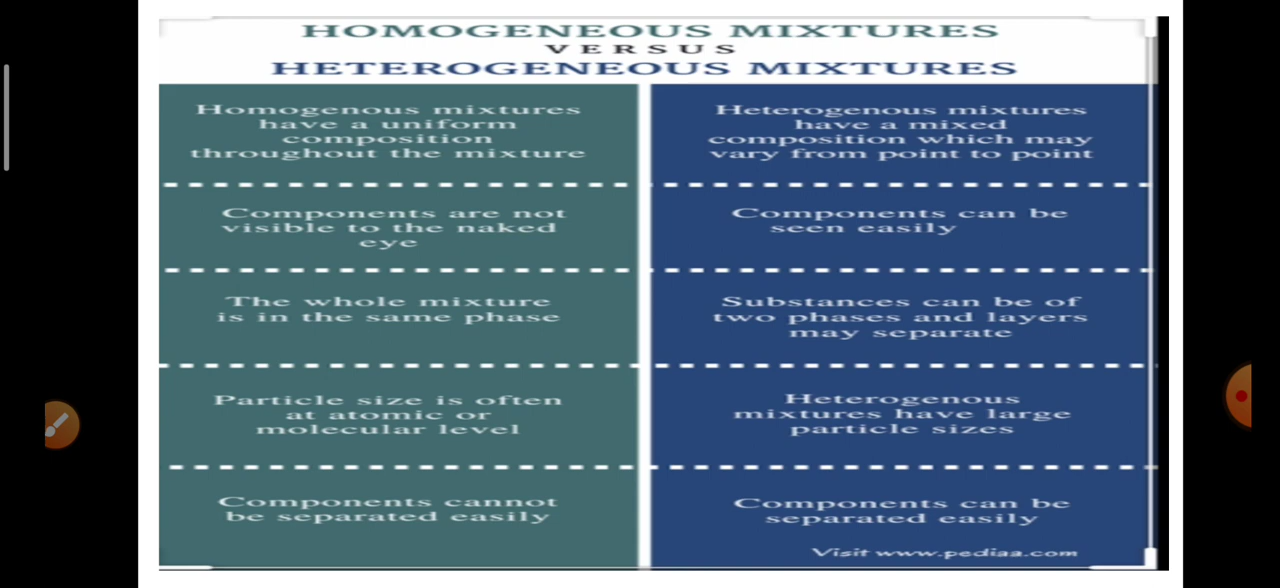 HOMOGENEOUS MIXTURES
VERSUS
HETEROGENEOUS MIXTURES
Homogenous mixtures
have a uniform
composition
throughout the mixture
Heterogenous mixtures
have a mixed
composition which may
vary from point to point
Components are not
visible to the naked
eye
Components can be
seen easily
The whole mixture
is in the same phase
Substances can be of
two phases and layers
may separate
Particle size is often
at atomic or
molecular level
Heterogenous
mixtures have large
particle sizes
Components cannot
be separated easily
Components can be
separated easily
Visit www.pediaa.com